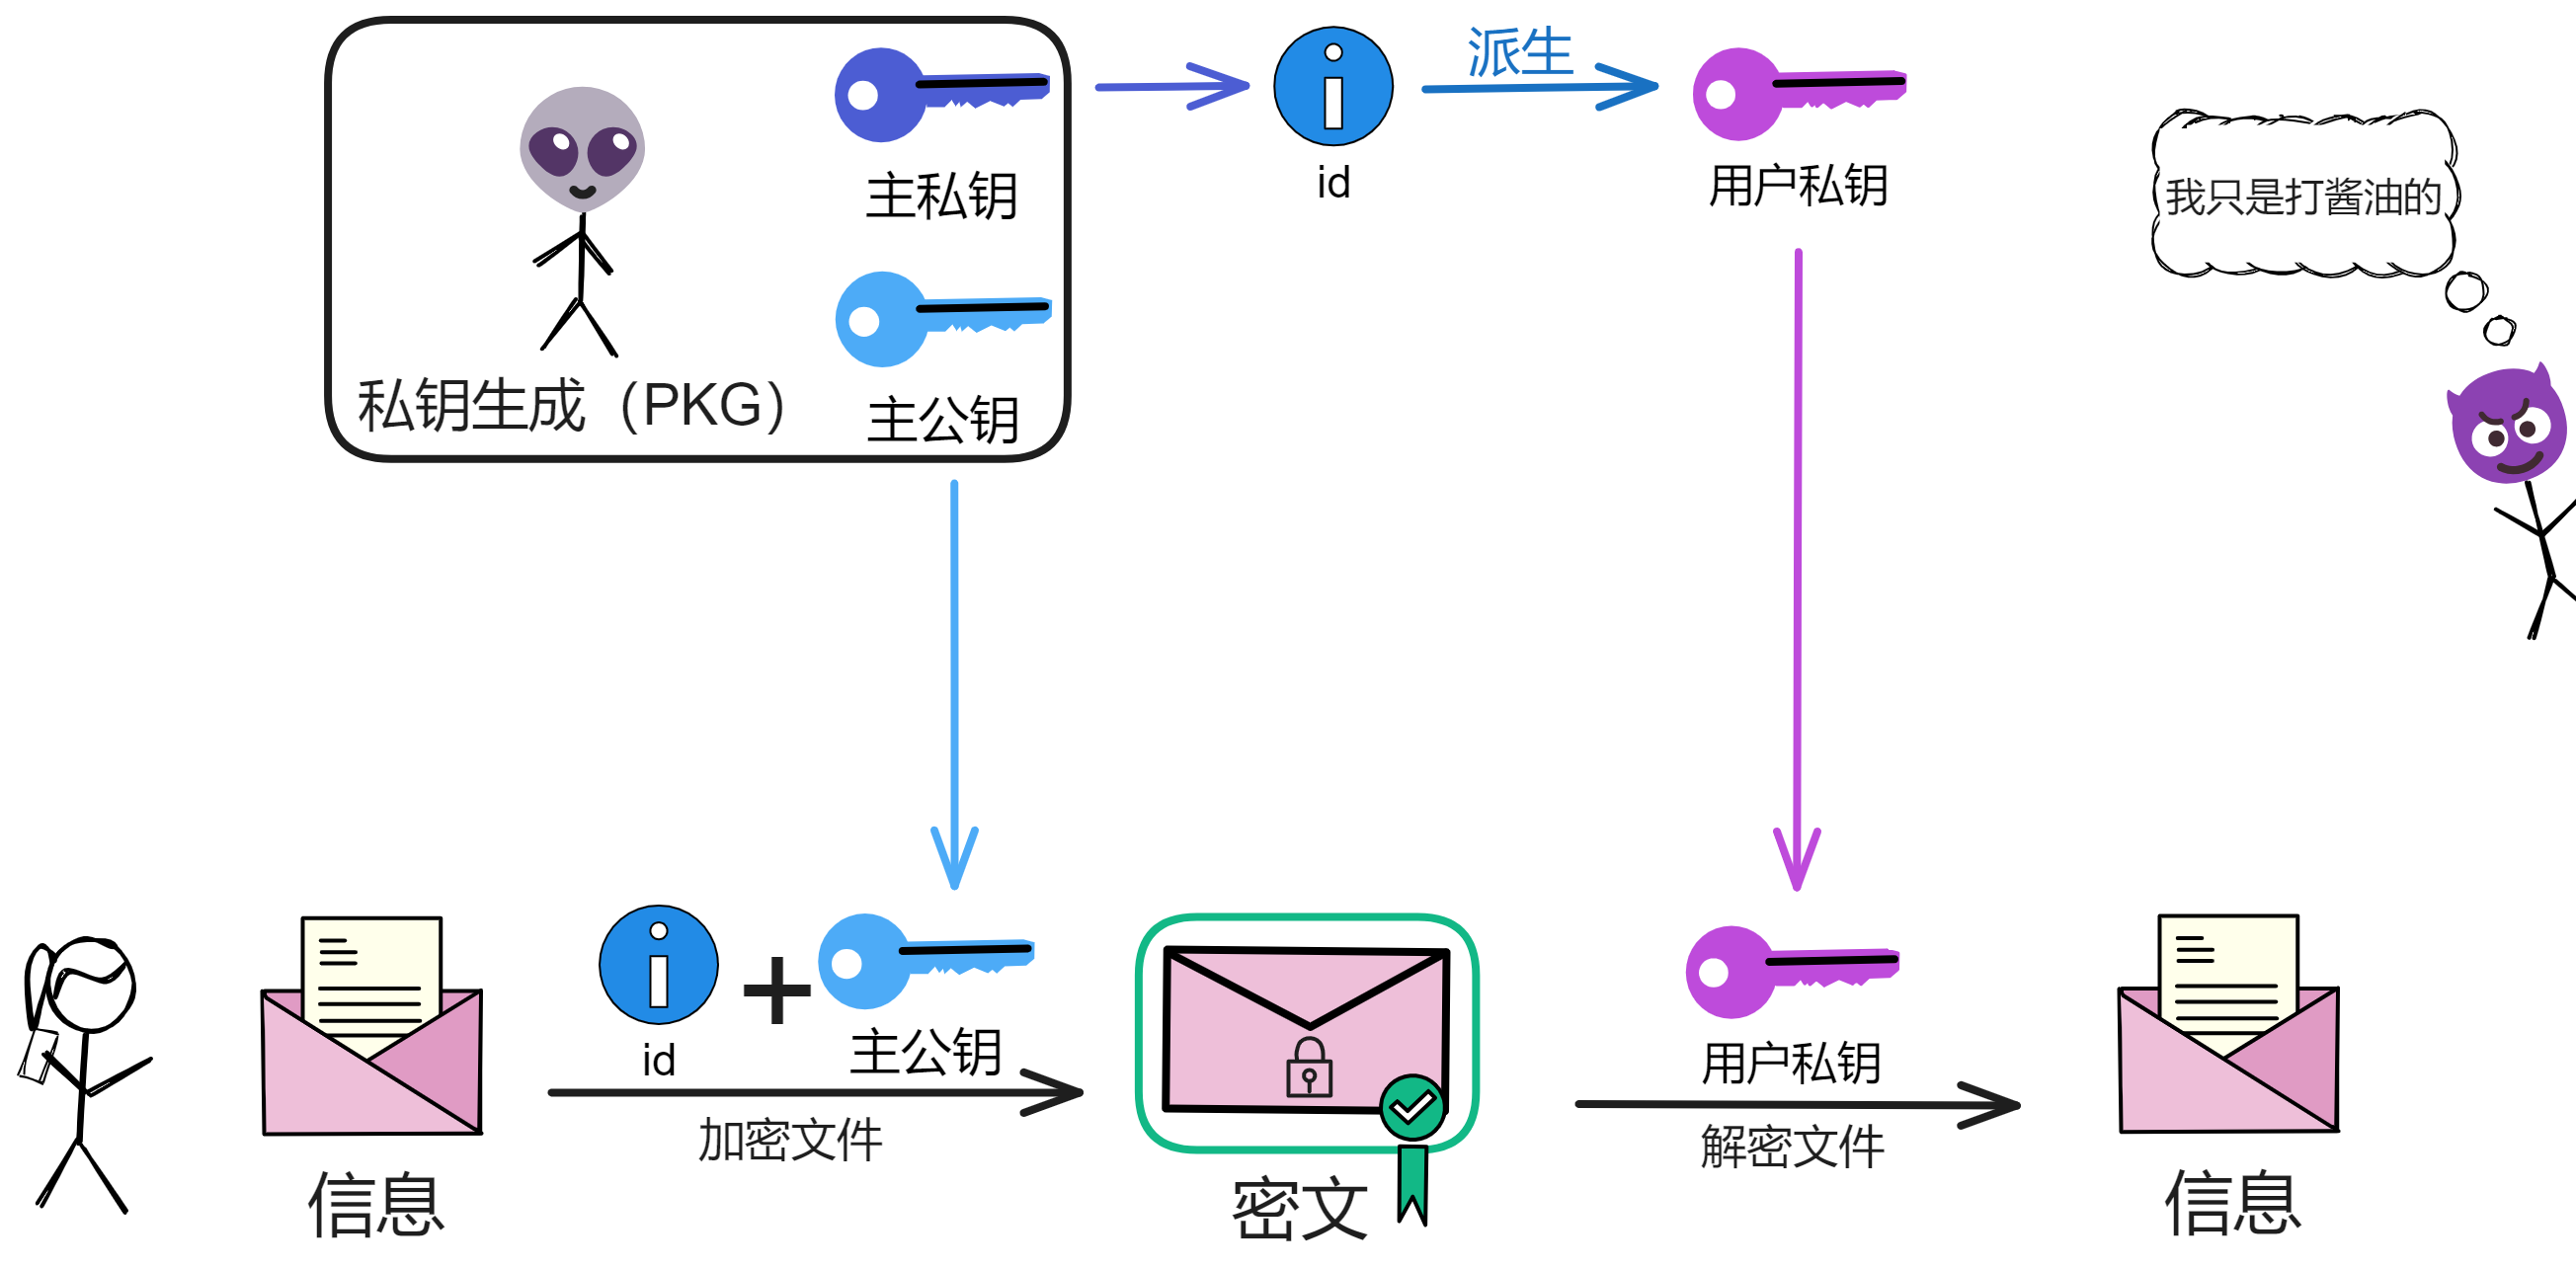 派生
主私钥
id
用户私钥
我只是打酱油的
私钥生成（PKG）
主公钥
id
主公钥
用户私钥
加密文件
解密文件
信息
密文
信息